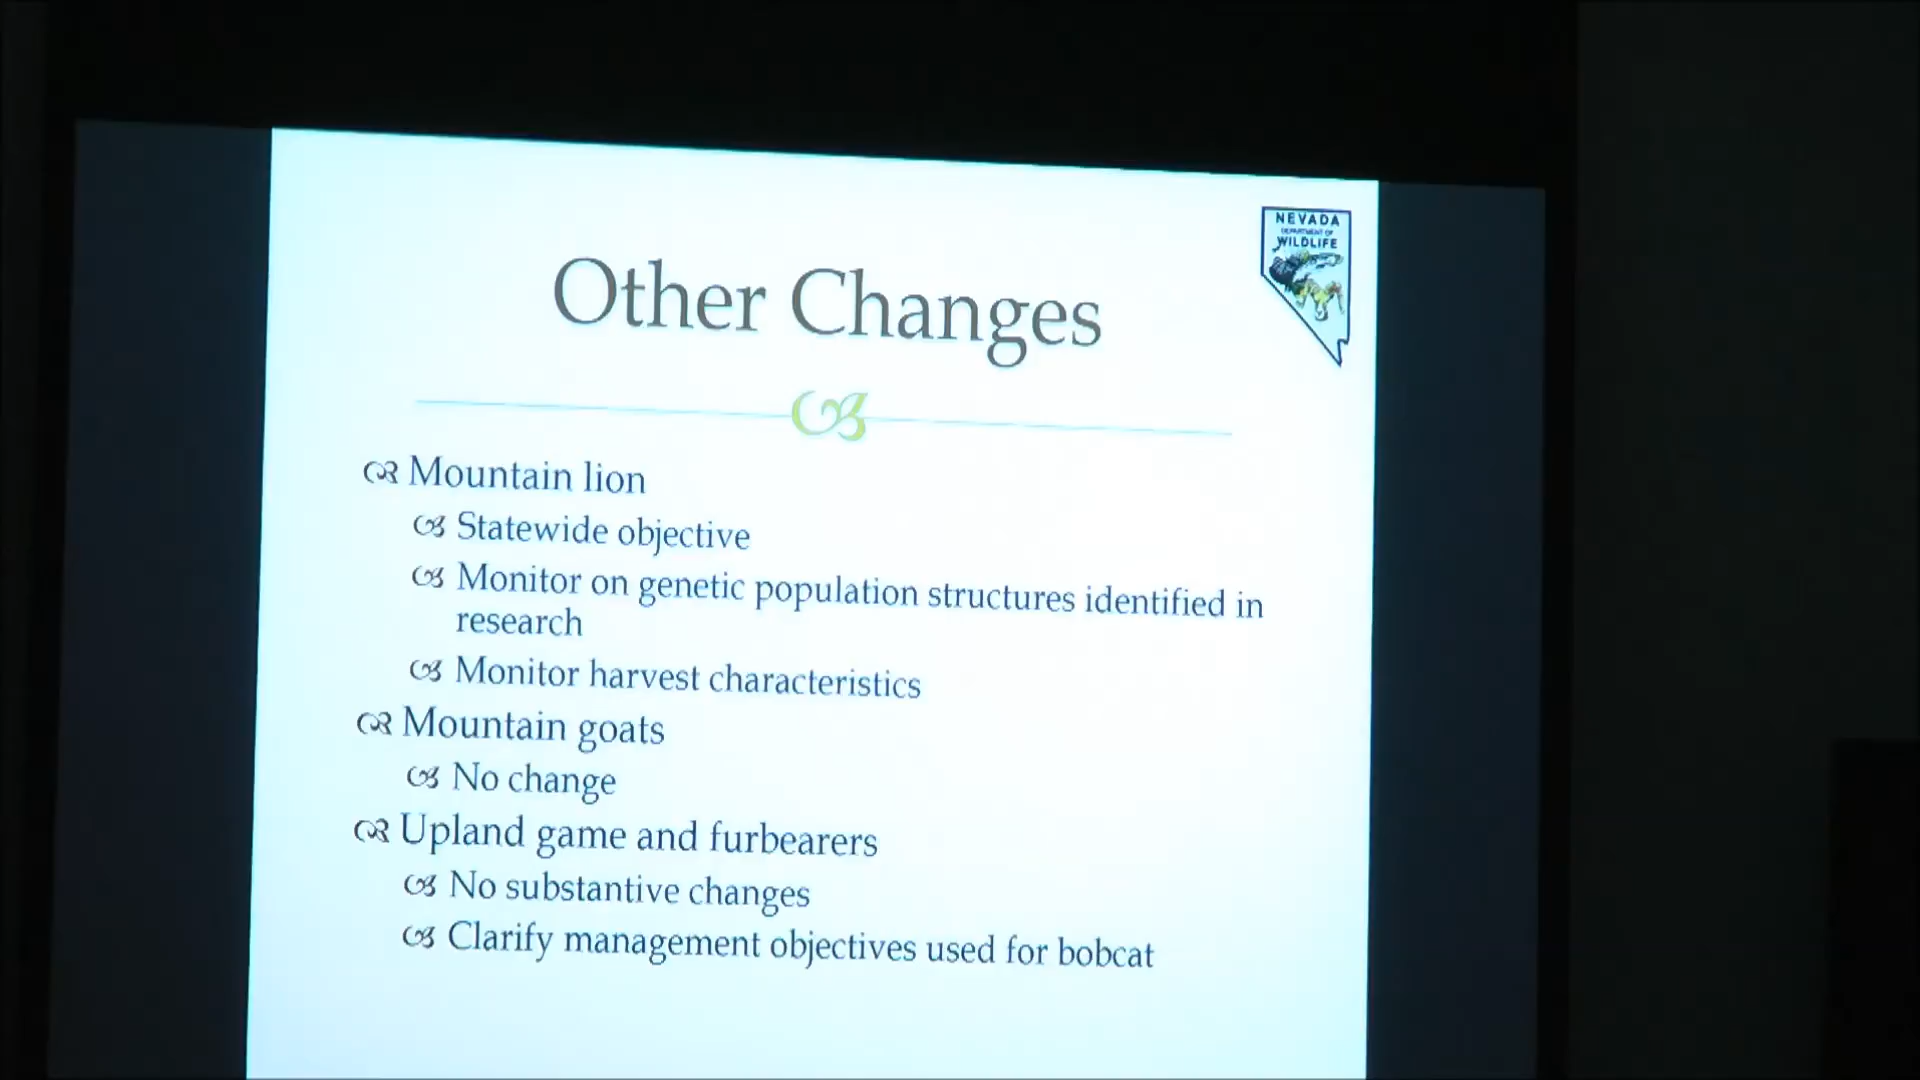 NEVADA
DEPARTMENT OF
WILDLIFE
Other Changes
Mountain lion
Statewide objective
Monitor on genetic population structures identified in
research
Monitor harvest characteristics
Mountain goats
No change
Upland game and furbearers
No substantive changes
Clarify management objectives used for bobcat